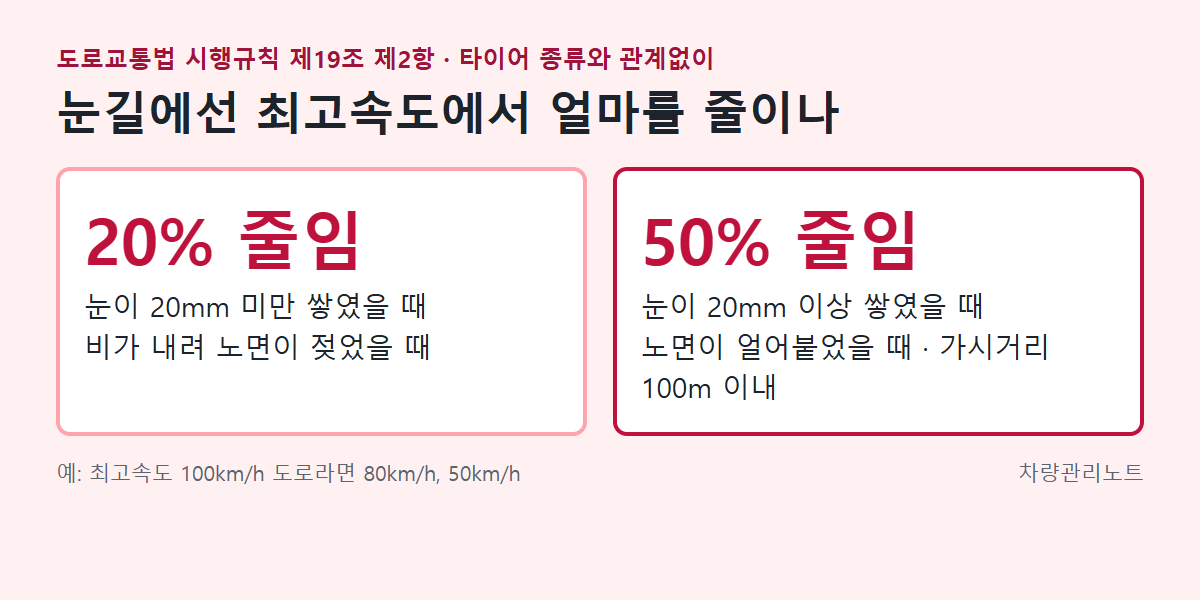 도로교통법 시행규칙 제19조 제2항 · 타이어 종류와 관계없이
눈길에선 최고속도에서 얼마를 줄이나
20% 줄임
눈이 20mm 미만 쌓였을 때
비가 내려 노면이 젖었을 때
50% 줄임
눈이 20mm 이상 쌓였을 때
노면이 얼어붙었을 때 · 가시거리
100m 이내
예: 최고속도 100km/h 도로라면 80km/h, 50km/h
차량관리노트